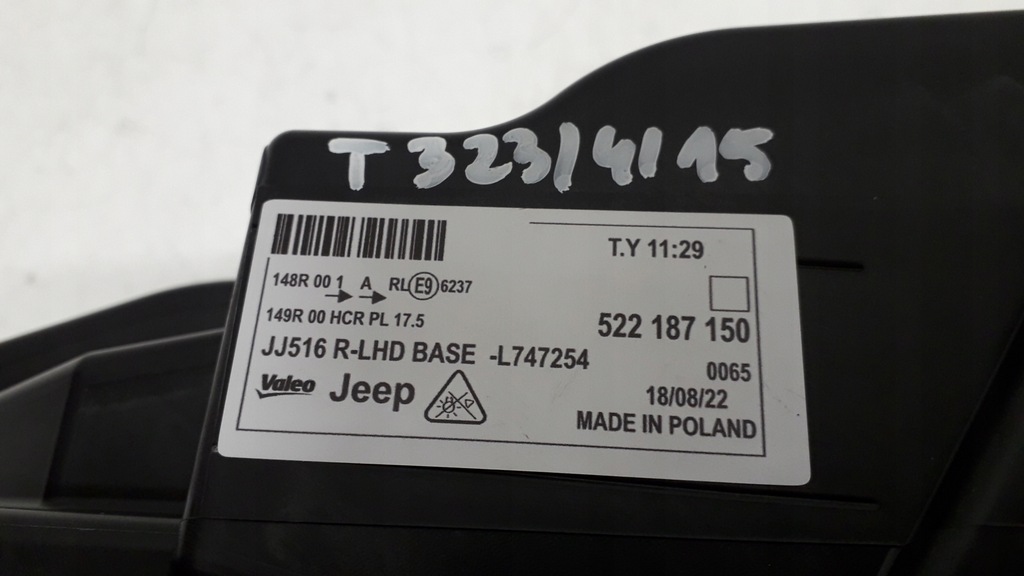 T 323/4/15
T.Y 11:29
148R 00 1 A RL E9 6237
149R 00 HCR PL 17.5
522 187 150
JJ516 R-LHD BASE -L747254
0065
Valeo Jeep
18/08/22
MADE IN POLAND